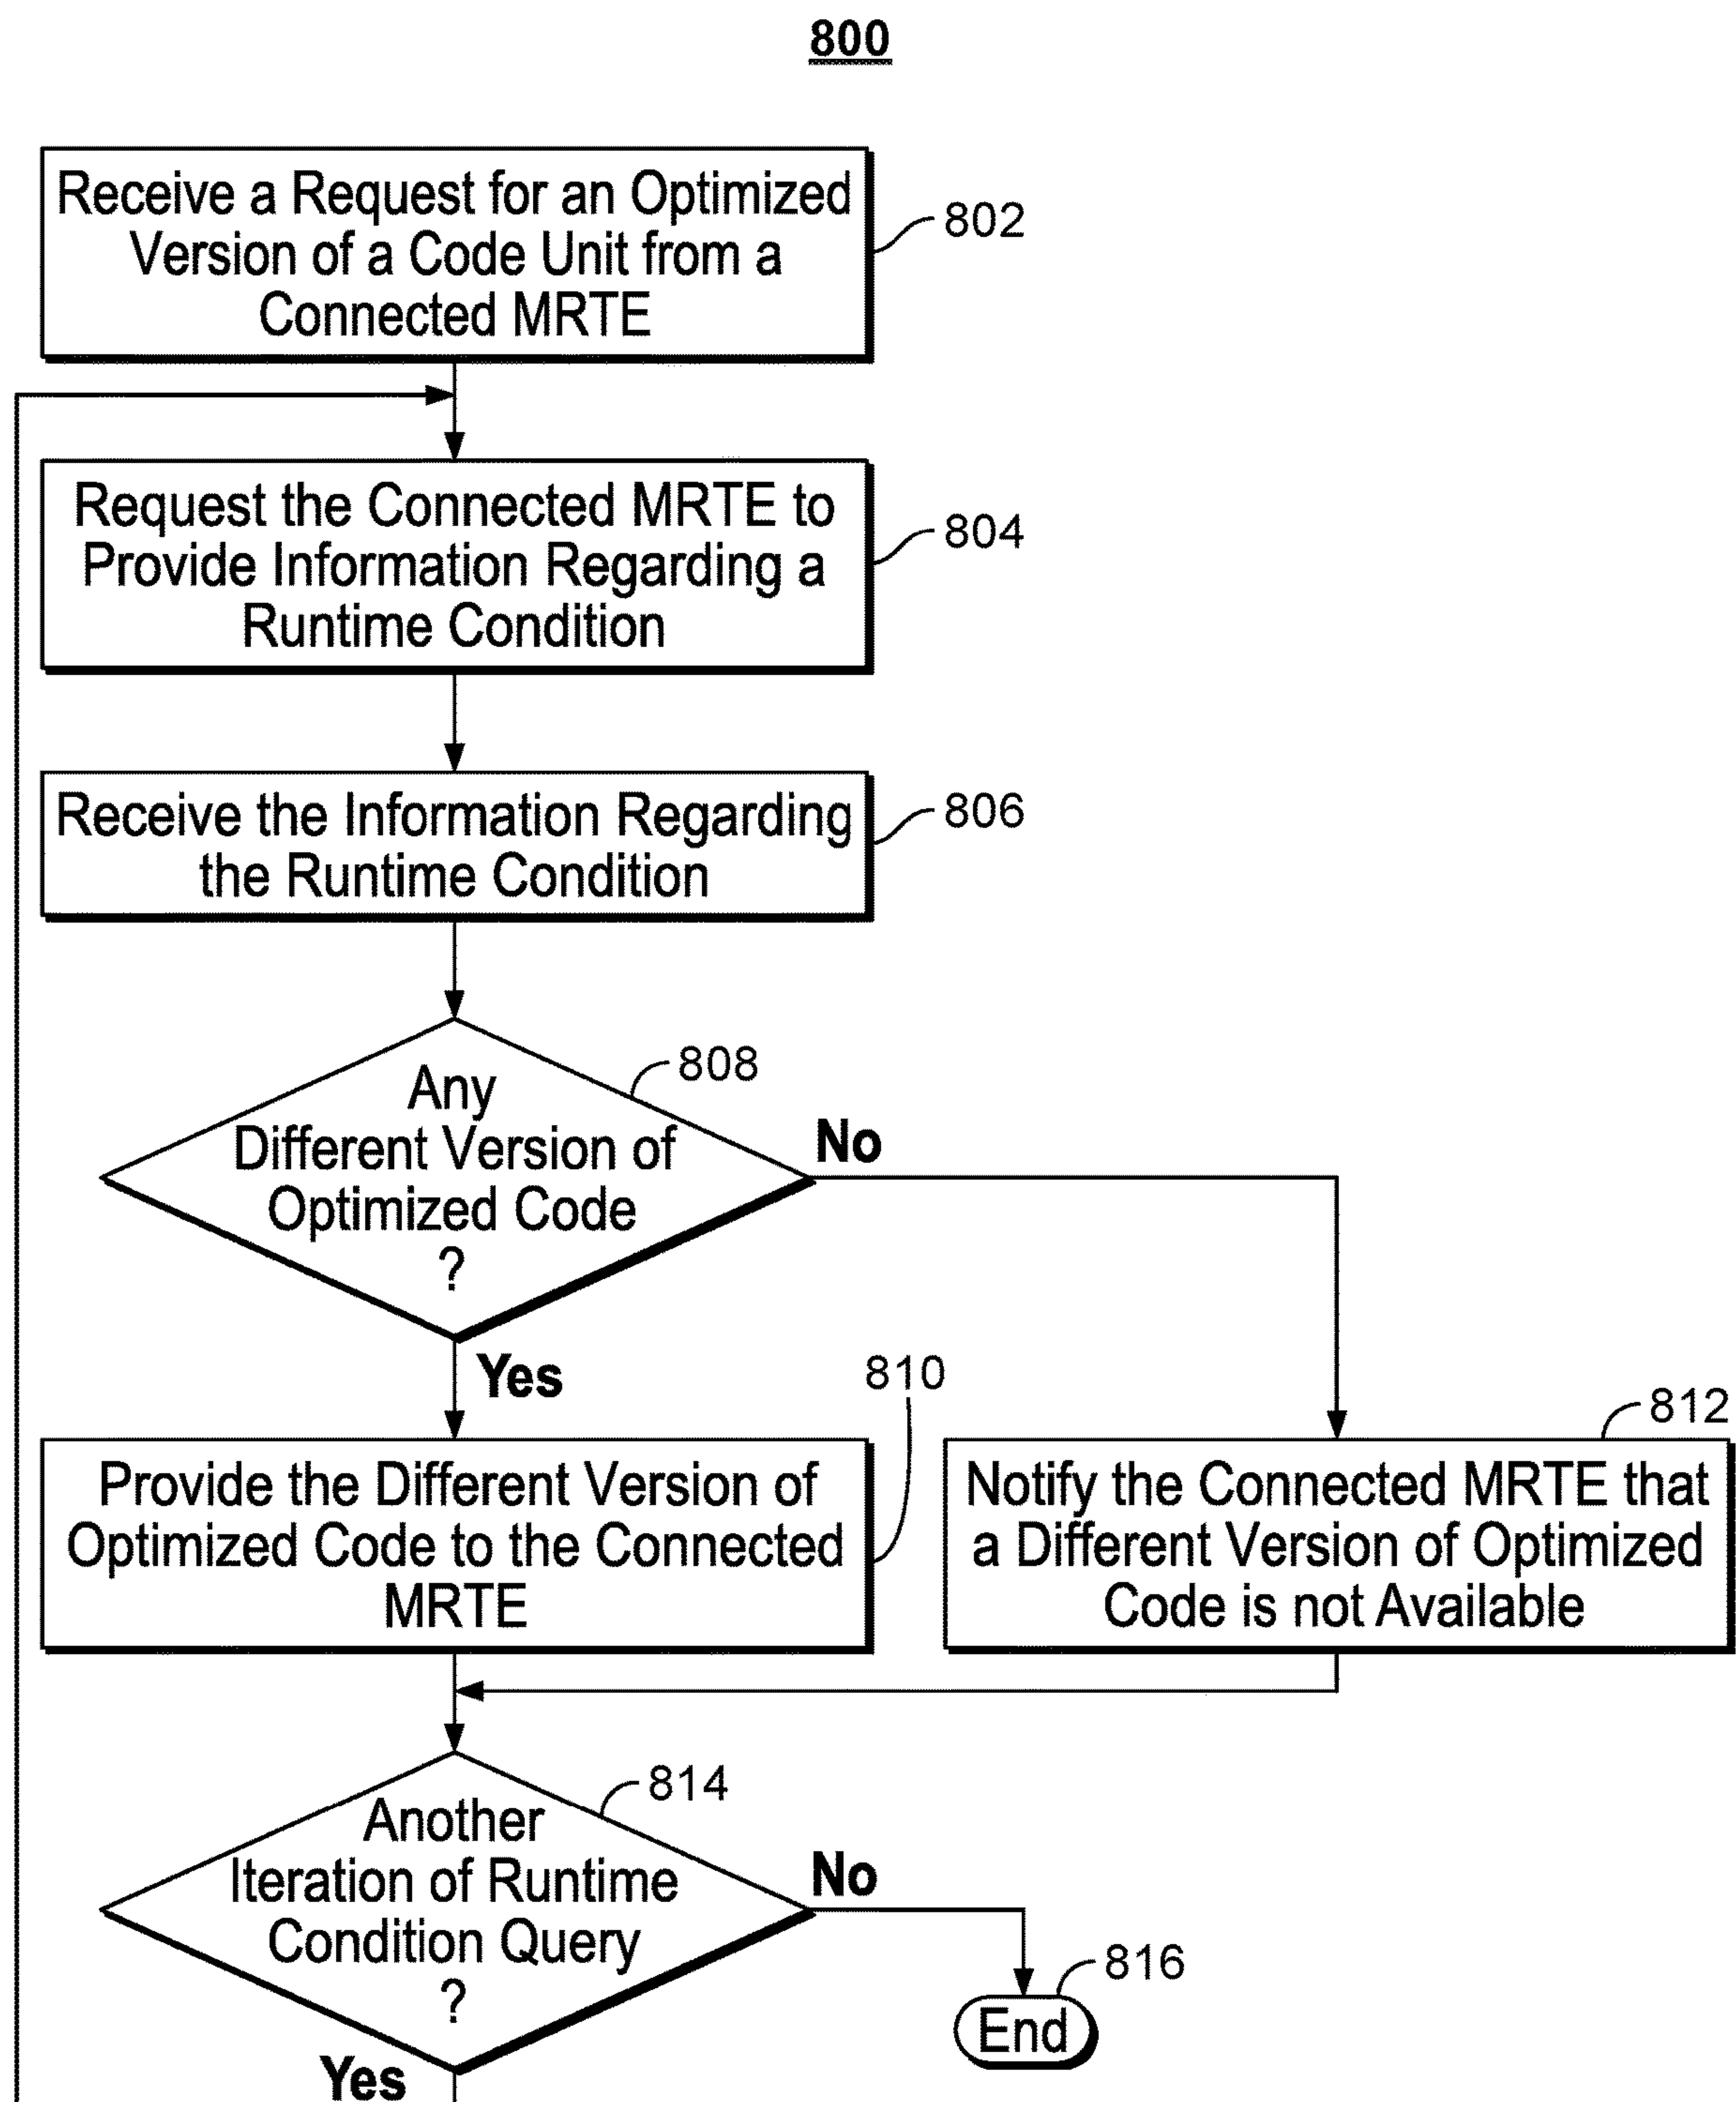 800
Receive a Request for an Optimized
Version of a Code Unit from a
Connected MRTE
802
Request the Connected MRTE to
Provide Information Regarding a
Runtime Condition
804
Receive the Information Regarding
the Runtime Condition
806
Any
Different Version of
Optimized Code
?
808
No
Yes
810
812
Provide the Different Version of
Optimized Code to the Connected
MRTE
Notify the Connected MRTE that
a Different Version of Optimized
Code is not Available
Another
Iteration of Runtime
Condition Query
?
814
No
816
End
Yes